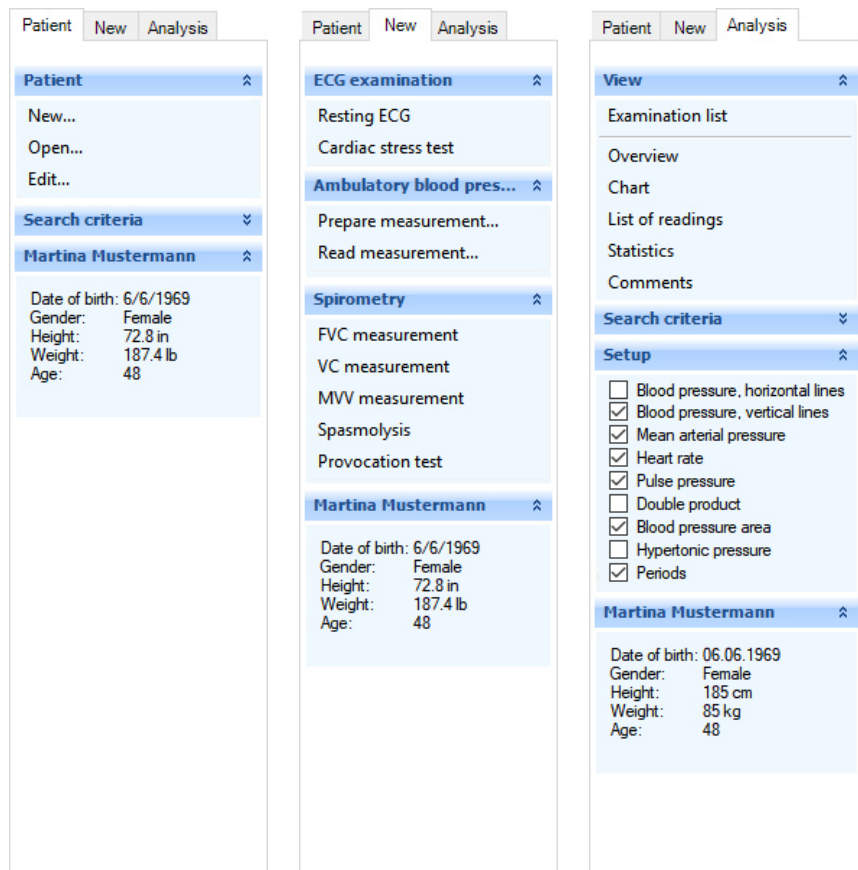 Patient New Analysis
Patient
New...
Open...
Edit...
Search criteria
Martina Mustermann
Date of birth: 6/6/1969
Gender: Female
Height: 72.8 in
Weight: 187.4 lb
Age: 48
Patient New Analysis
ECG examination
Resting ECG
Cardiac stress test
Ambulatory blood pres...
Prepare measurement...
Read measurement...
Spirometry
FVC measurement
VC measurement
MVV measurement
Spasmolysis
Provocation test
Martina Mustermann
Date of birth: 6/6/1969
Gender: Female
Height: 72.8 in
Weight: 187.4 lb
Age: 48
Patient New Analysis
View
Examination list
Overview
Chart
List of readings
Statistics
Comments
Search criteria
Setup
Blood pressure, horizontal lines
Blood pressure, vertical lines
Mean arterial pressure
Heart rate
Pulse pressure
Double product
Blood pressure area
Hypertonic pressure
Periods
Martina Mustermann
Date of birth: 06.06.1969
Gender: Female
Height: 185 cm
Weight: 85 kg
Age: 48